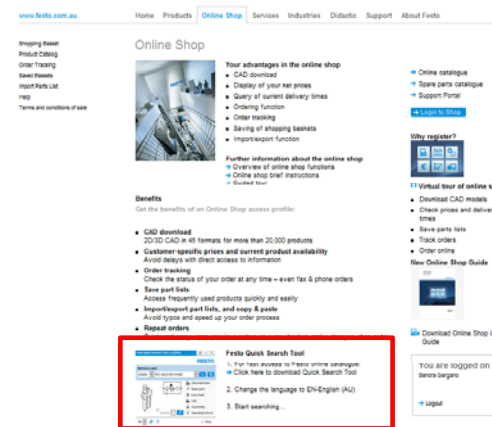 www.festo.com.au
Home Products Online Shop Services Industries Didactic Support About Festo
Shopping Basket
Product Catalog
Order Tracking
Saved Baskets
Import Parts List
Help
Terms and conditions of sale
Online Shop
Your advantages in the online shop
CAD download
Display of your net prices
Query of current delivery times
Ordering function
Order tracking
Saving of shopping baskets
Import/export function
Further information about the online shop
Overview of online shop functions
Online shop brief instructions
Guided tour
Benefits
Get the benefits of an Online Shop access profile:
CAD download
2D/3D CAD in 45 formats for more than 20,000 products
Customer-specific prices and current product availability
Avoid delays with direct access to information
Order tracking
Check the status of your order at any time – even fax & phone orders
Save part lists
Access frequently used products quickly and easily
Import/export part lists, and copy & paste
Avoid typos and speed up your order process
Repeat orders
FESTO
Festo Quick Search Tool
1. For fast access to Festo online catalogue:
Click here to download Quick Search Tool
2. Change the language to EN-English (AU)
3. Start searching...
Online catalogue
Spare parts catalogue
Support Portal
Login to Shop
Why register?
Virtual tour of online s
Download CAD models
Check prices and delive
times
Save parts lists
Track orders
Order online
New Online Shop Guide
Download Online Shop U
Guide
You are logged on
Sandra Gargaro
Logout